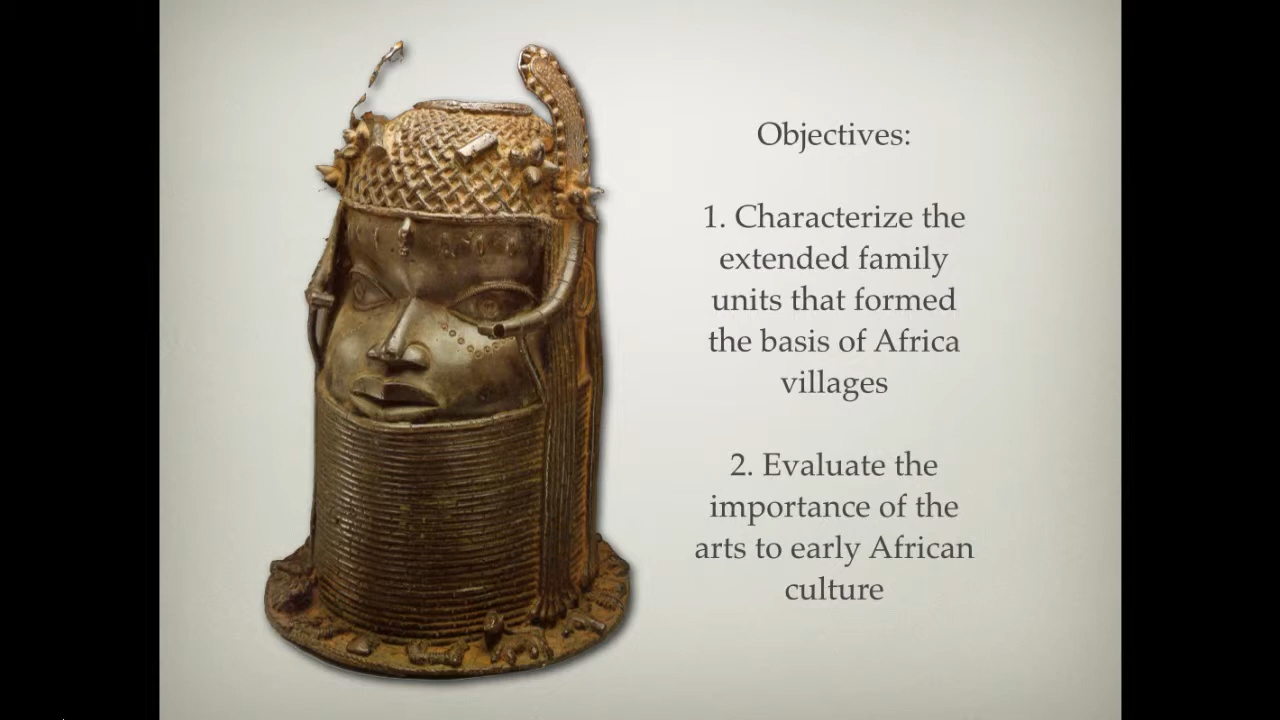 Objectives:
1. Characterize the
extended family
units that formed
the basis of Africa
villages
2. Evaluate the
importance of the
arts to early African
culture